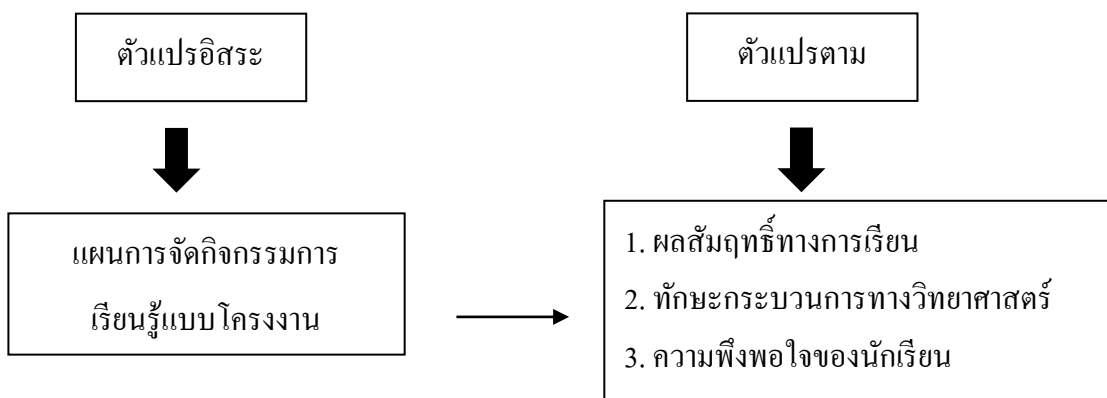 ตัวแปรอิสระ
ตัวแปรตาม
แผนการจัดกิจกรรมการ
เรียนรู้แบบโครงงาน
1. ผลสัมฤทธิ์ทางการเรียน
2. ทักษะกระบวนการทางวิทยาศาสตร์
3. ความพึงพอใจของนักเรียน